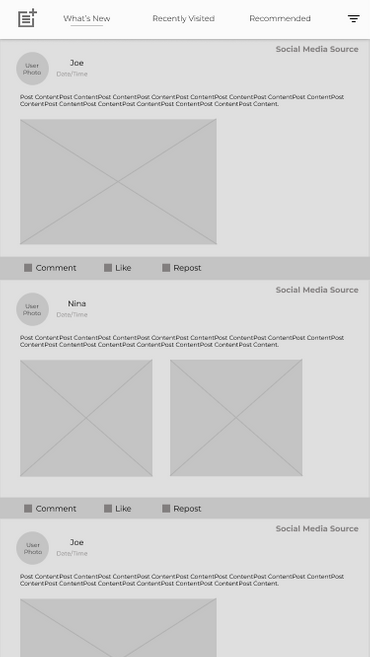 What's New Recently Visited Recommended
Social Media Source
User
Photo
Joe
Date/Time
Post ContentPost ContentPost ContentPost ContentPost ContentPost ContentPost ContentPost ContentPost
ContentPost ContentPost ContentPost ContentPost ContentPost ContentPost Content.
Comment Like Repost
Social Media Source
User
Photo
Nina
Date/Time
Post ContentPost ContentPost ContentPost ContentPost ContentPost ContentPost ContentPost ContentPost
ContentPost ContentPost ContentPost ContentPost ContentPost ContentPost Content.
Comment Like Repost
Social Media Source
User
Photo
Joe
Date/Time
Post ContentPost ContentPost ContentPost ContentPost ContentPost ContentPost ContentPost ContentPost
ContentPost ContentPost ContentPost ContentPost ContentPost ContentPost Content.